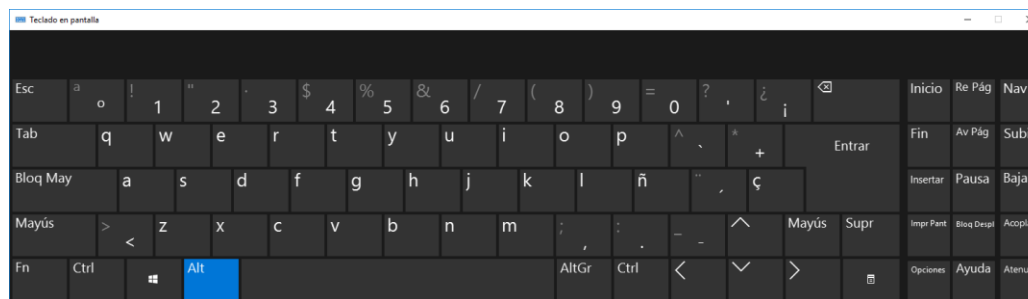 Teclado en pantalla
Esc ª º ! 1 " 2 · 3 $ 4 % 5 & 6 / 7 ( 8 ) 9 = 0 ? ' ¿ ¡ Inicio Re Pág Nav
Tab q w e r t y u i o p ^ ` * + Entrar Fin Av Pág Sub
Bloq May a s d f g h j k l ñ ¨ ´ ç Insertar Pausa Baja
Mayús > < z x c v b n m ; , : . _ - Mayús Supr Impr Pant Bloq Despl Acopl
Fn Ctrl Alt AltGr Ctrl Opciones Ayuda Atenu